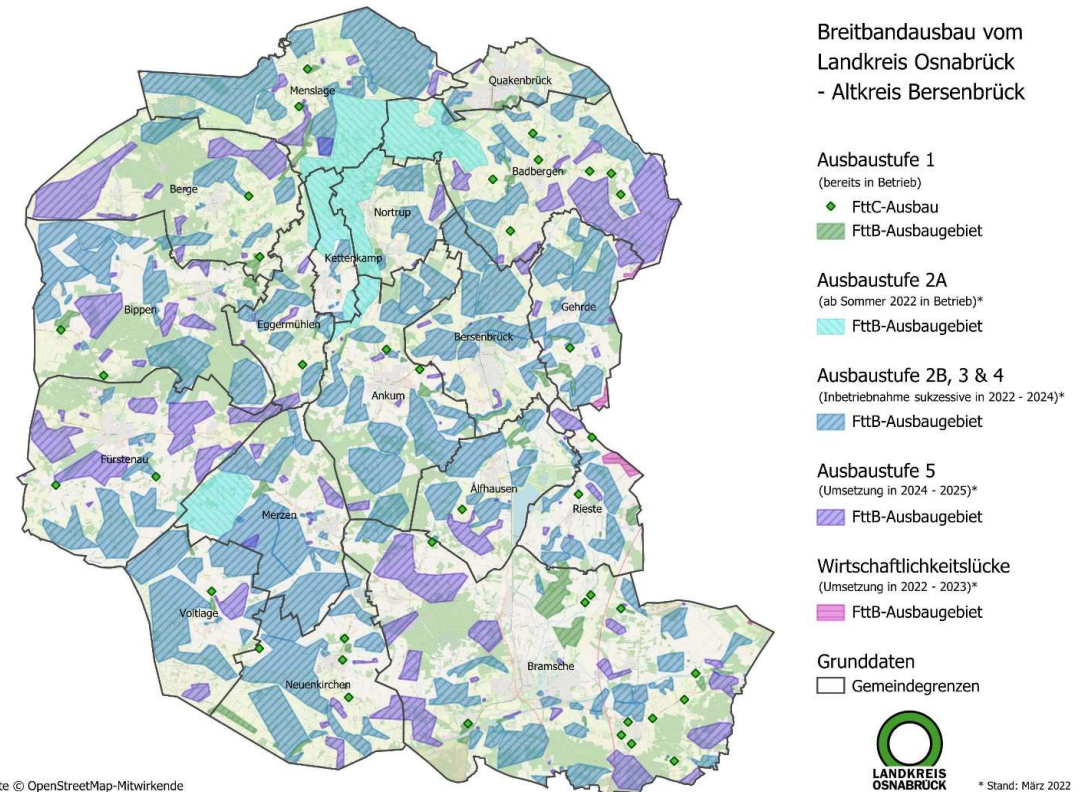 Breitbandausbau vom
Landkreis Osnabrück
- Altkreis Bersenbrück
Ausbaustufe 1
(bereits in Betrieb)
FttC-Ausbau
FttB-Ausbaugebiet
Ausbaustufe 2A
(ab Sommer 2022 in Betrieb)*
FttB-Ausbaugebiet
Ausbaustufe 2B, 3 & 4
(Inbetriebnahme sukzessive in 2022 - 2024)*
FttB-Ausbaugebiet
Ausbaustufe 5
(Umsetzung in 2024 - 2025)*
FttB-Ausbaugebiet
Wirtschaftlichkeitslücke
(Umsetzung in 2022 - 2023)*
FttB-Ausbaugebiet
Grunddaten
Gemeindegrenzen
LANDKREIS
OSNABRÜCK
* Stand: März 2022
Quakenbrück
Menslage
Badbergen
Berge
Nortrup
Kettenkamp
Bippen
Gehrde
Eggermühlen
Bersenbrück
Ankum
Fürstenau
Alfhausen
Rieste
Merzen
Voltlage
Bramsche
Neuenkirchen
te © OpenStreetMap-Mitwirkende